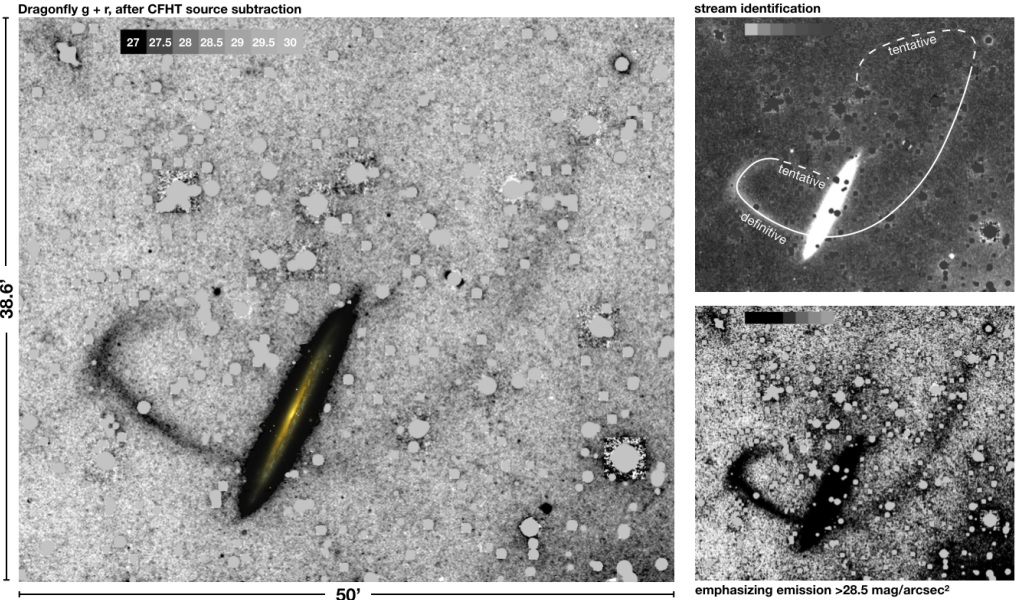 Dragonfly g + r, after CFHT source subtraction
27 27.5 28 28.5 29 29.5 30
38.6'
50'
stream identification
tentative
tentative
definitive
emphasizing emission >28.5 mag/arcsec²